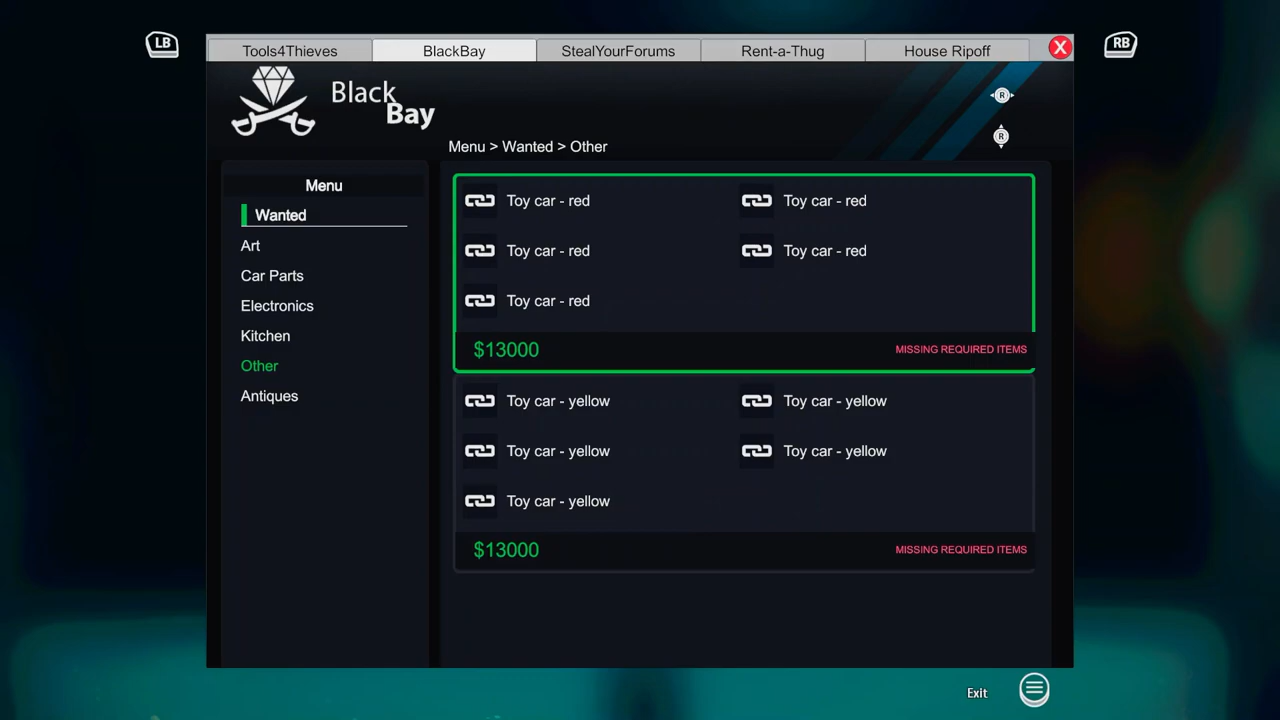 LB
RB
Tools4Thieves
BlackBay
StealYourForums
Rent-a-Thug
House Ripoff
X
Black
Bay
R
R
Menu > Wanted > Other
Menu
Wanted
Art
Car Parts
Electronics
Kitchen
Other
Antiques
Toy car - red
Toy car - red
Toy car - red
Toy car - red
Toy car - red
$13000
MISSING REQUIRED ITEMS
Toy car - yellow
Toy car - yellow
Toy car - yellow
Toy car - yellow
Toy car - yellow
$13000
MISSING REQUIRED ITEMS
Exit